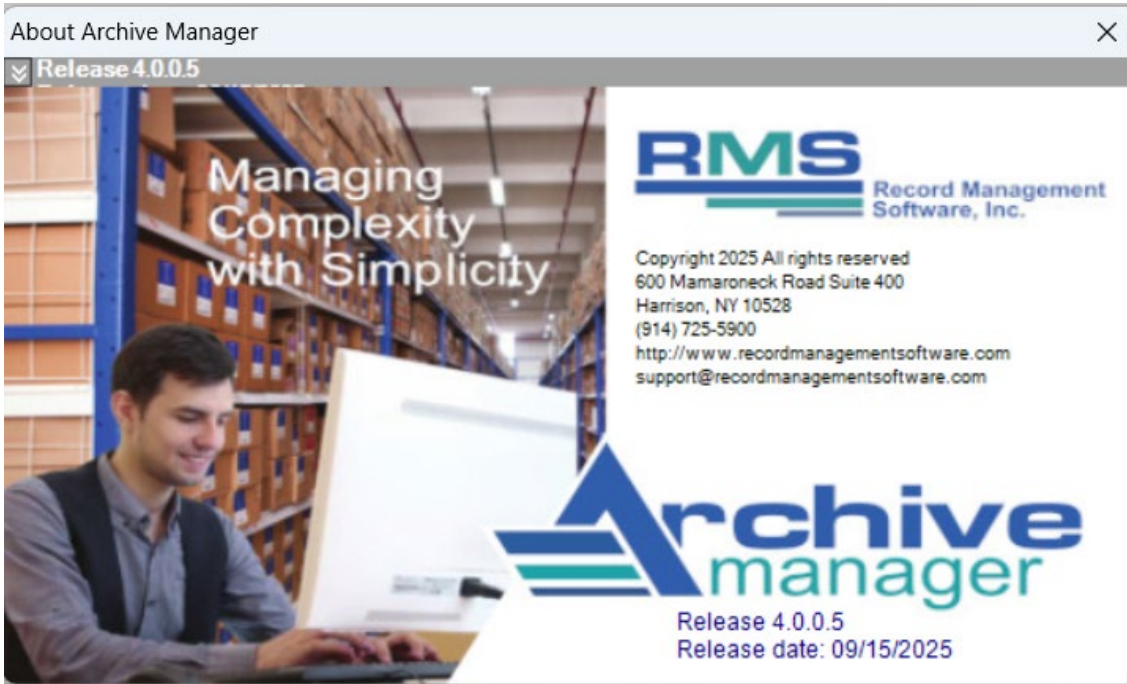 About Archive Manager
Release 4.0.0.5
Managing
Complexity
with Simplicity
RMS
Record Management
Software, Inc.
Copyright 2025 All rights reserved
600 Mamaroneck Road Suite 400
Harrison, NY 10528
(914) 725-5900
http://www.recordmanagementsoftware.com
support@recordmanagementsoftware.com
Archive
manager
Release 4.0.0.5
Release date: 09/15/2025